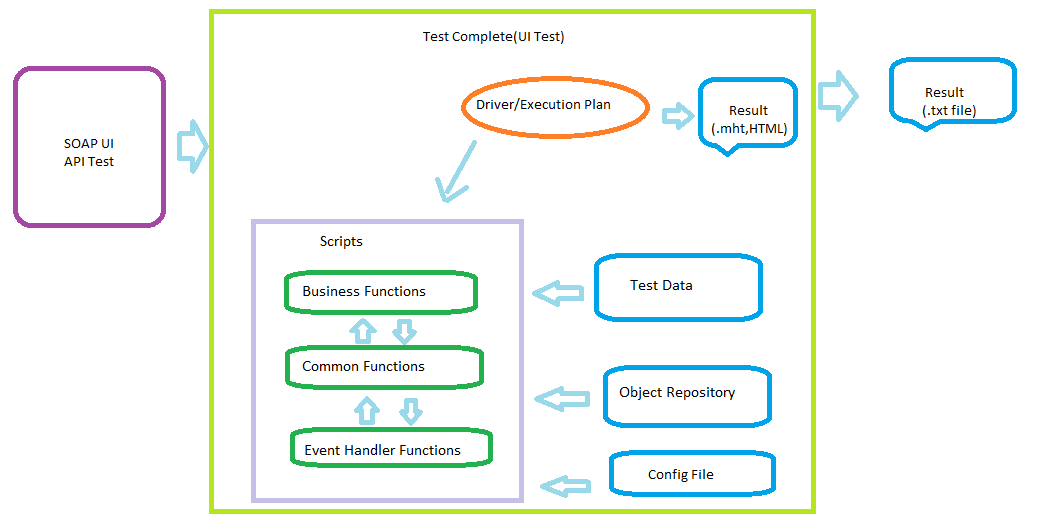 Test Complete(UI Test)
SOAP UI
API Test
Driver/Execution Plan
Result
(.mht,HTML)
Result
(.txt file)
Scripts
Business Functions
Common Functions
Event Handler Functions
Test Data
Object Repository
Config File